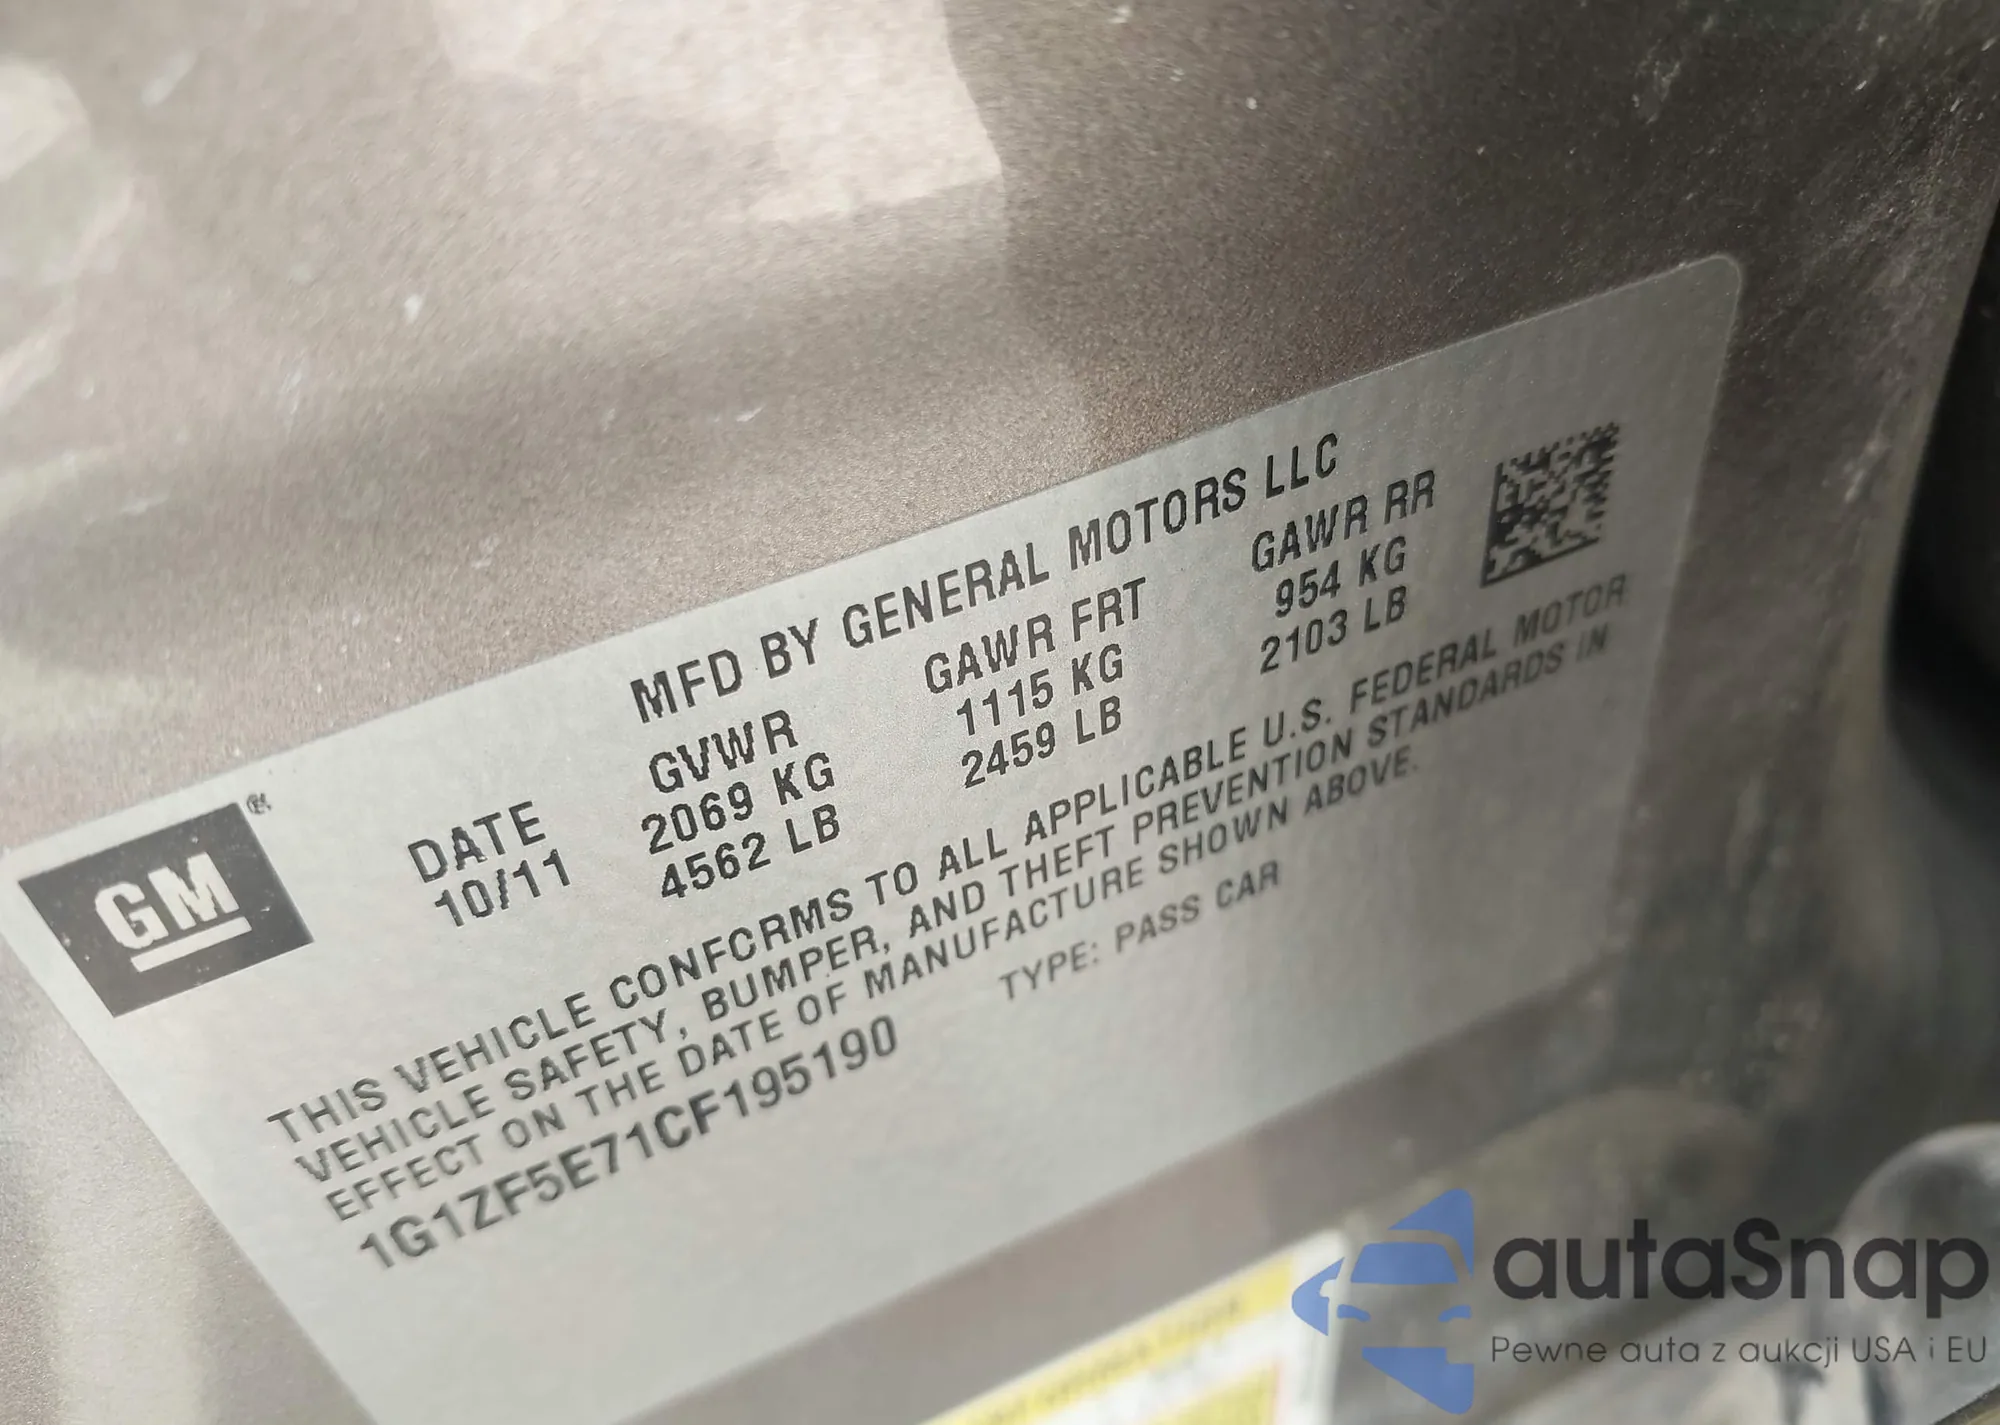 MFD BY GENERAL MOTORS LLC
DATE GVWR GAWR FRT GAWR RR
10/11 2069 KG 1115 KG 954 KG
4562 LB 2459 LB 2103 LB
GM®
THIS VEHICLE CONFORMS TO ALL APPLICABLE U.S. FEDERAL MOTOR
VEHICLE SAFETY, BUMPER, AND THEFT PREVENTION STANDARDS IN
EFFECT ON THE DATE OF MANUFACTURE SHOWN ABOVE.
1G1ZF5E71CF195190 TYPE: PASS CAR
autaSnap
Pewne auta z aukcji USA i EU